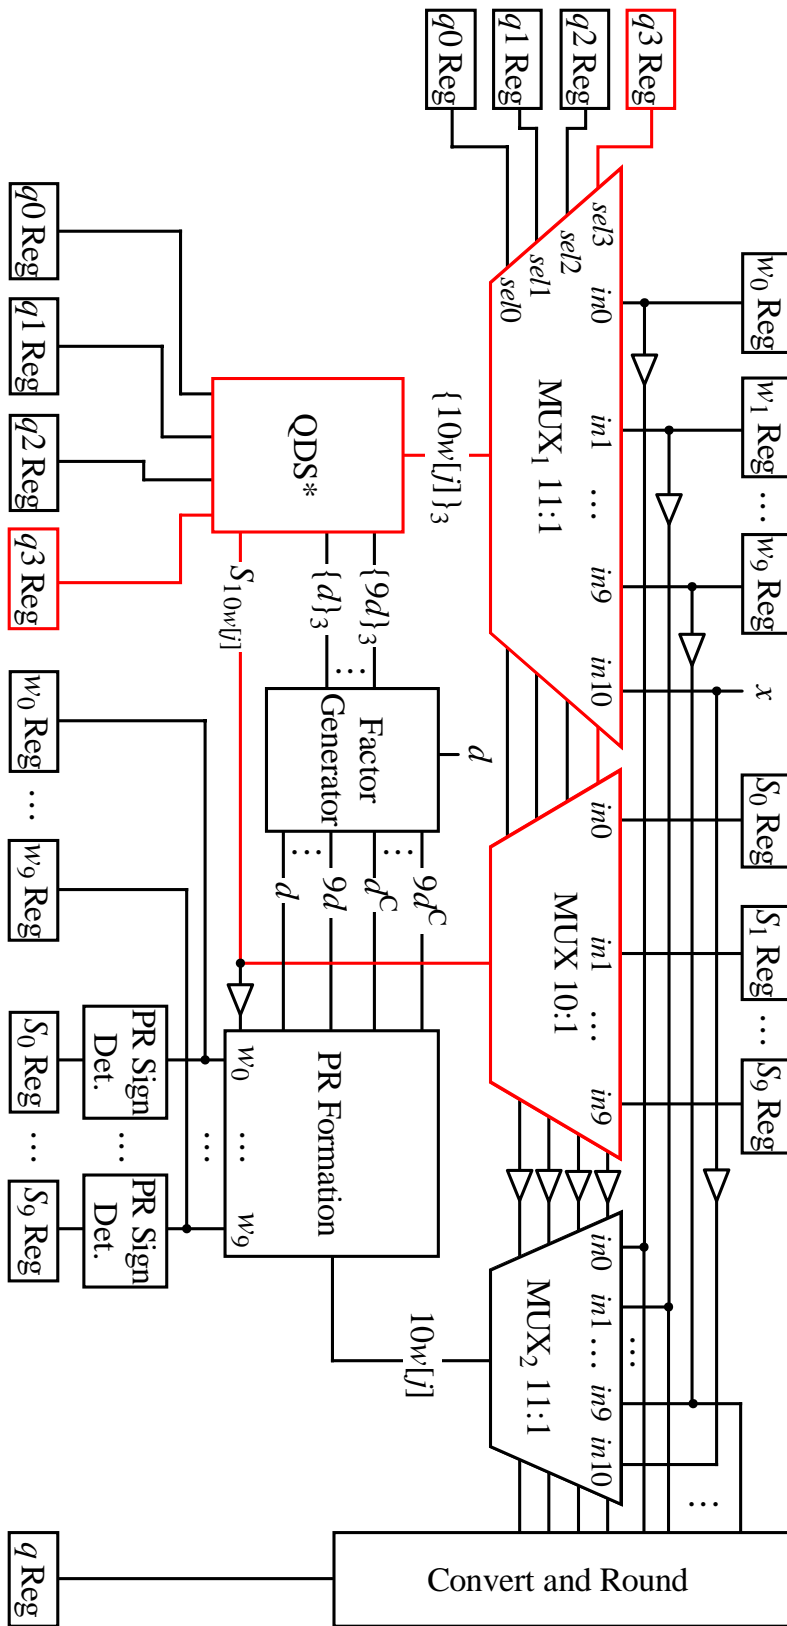 w₀ Reg
w₁ Reg
...
w₉ Reg
x
S₀ Reg
S₁ Reg
...
S₉ Reg
q3 Reg
q2 Reg
q1 Reg
q0 Reg
sel3
sel2
sel1
sel0
in0
in1
...
in9
in10
MUX₁ 11:1
in0
in1
...
in9
MUX 10:1
in0
in1
...
in9
in10
MUX₂ 11:1
...
...
Convert and Round
{10w[j]}₃
10w[j]
QDS*
{9d}₃
...
{d}₃
S₁₀w[j]
d
Factor
Generator
9dᶜ
...
dᶜ
9d
...
d
PR Formation
w₀
...
w₉
...
PR Sign
Det.
...
PR Sign
Det.
q0 Reg
q1 Reg
q2 Reg
q3 Reg
w₀ Reg
...
w₉ Reg
S₀ Reg
...
S₉ Reg
q Reg